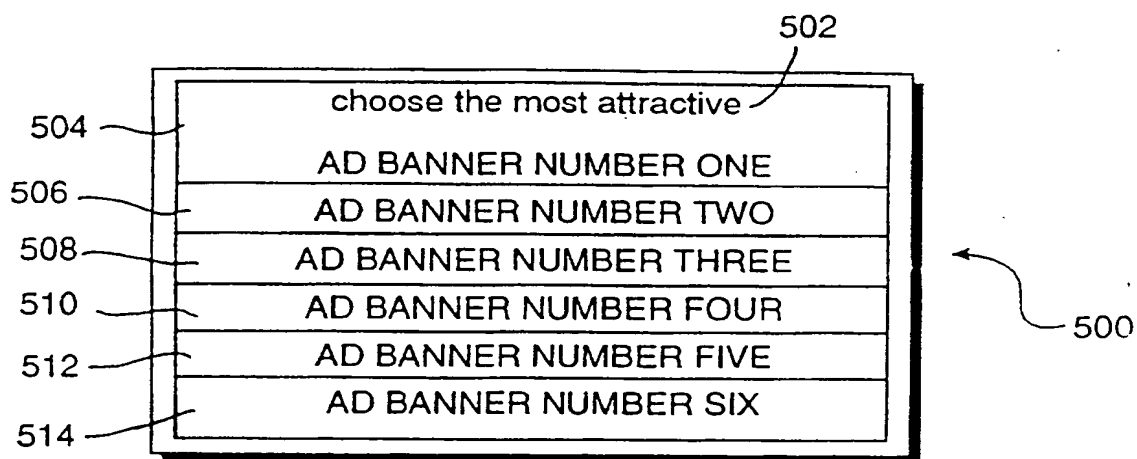 502
choose the most attractive
504
AD BANNER NUMBER ONE
506
AD BANNER NUMBER TWO
508
AD BANNER NUMBER THREE
510
AD BANNER NUMBER FOUR
500
512
AD BANNER NUMBER FIVE
514
AD BANNER NUMBER SIX